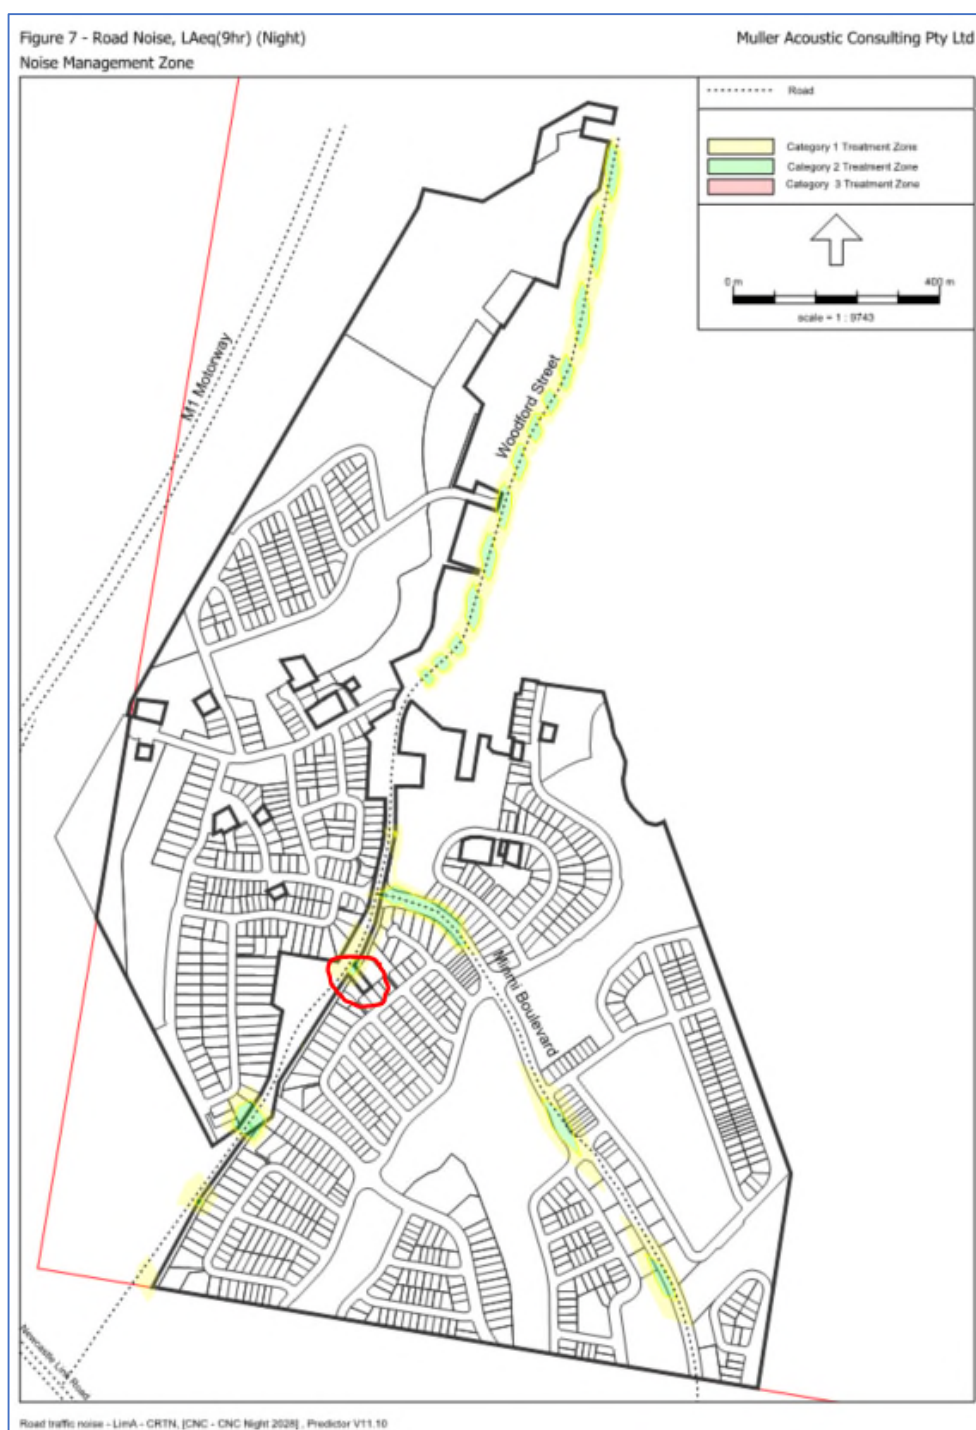 Figure 7 - Road Noise, LAeq(9hr) (Night)
Muller Acoustic Consulting Pty Ltd
Noise Management Zone
Road
Category 1 Treatment Zone
Category 2 Treatment Zone
Category 3 Treatment Zone
0 m
400 m
scale = 1 : 9743
M1 Motorway
Woodford Street
Minmi Boulevard
Newcastle Link Road
Road traffic noise - LimA - CRTN, [CNC - CNC Night 2028] , Predictor V11.10